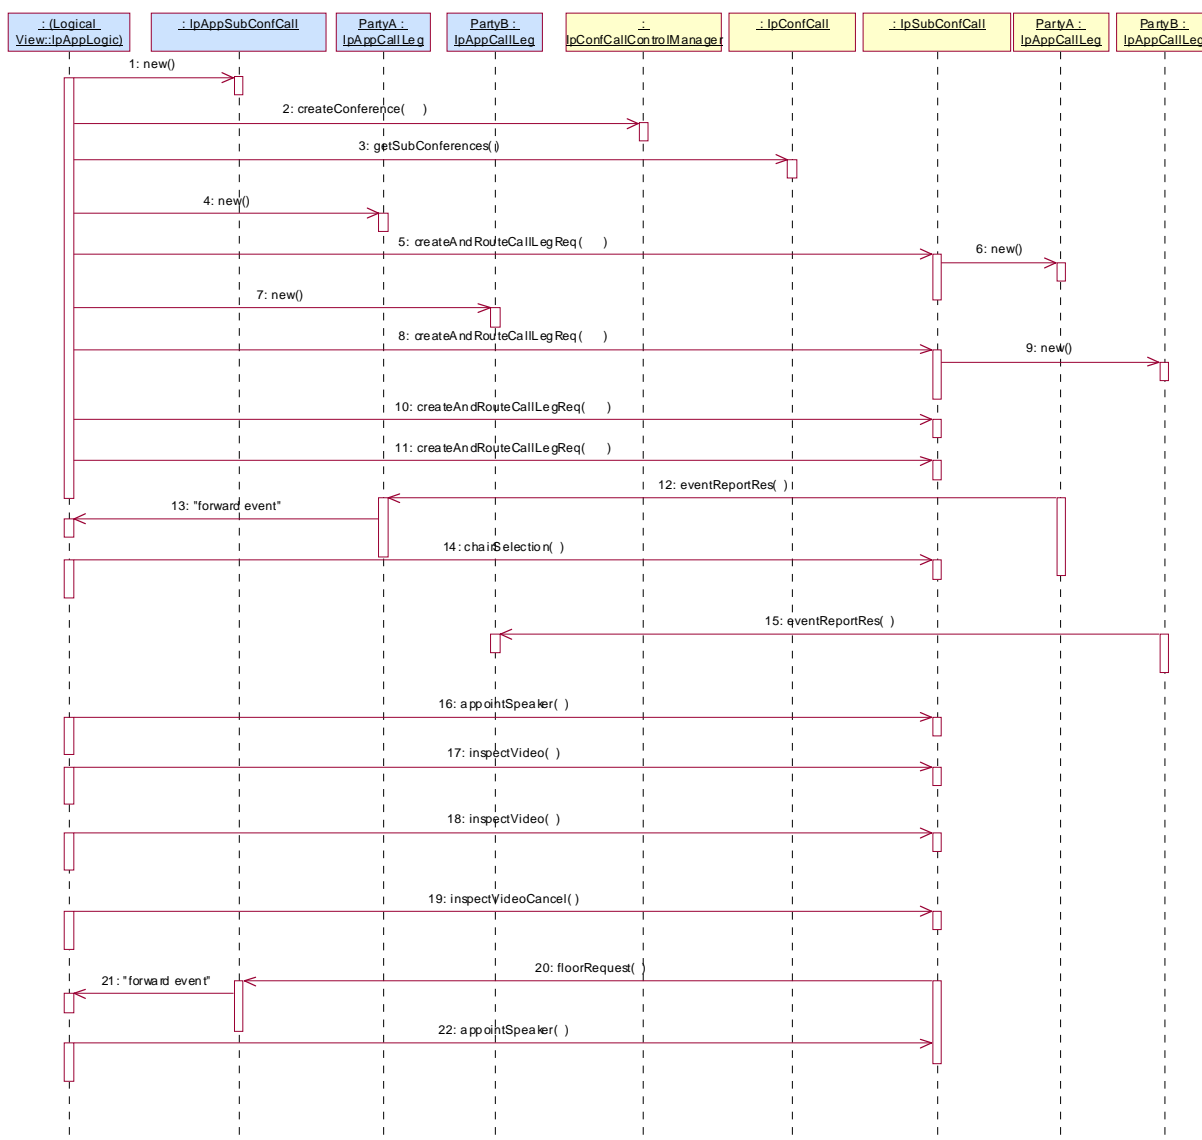 : (Logical
View::IpAppLogic)
: IpAppSubConfCall
PartyA :
IpAppCallLeg
PartyB :
IpAppCallLeg
:
IpConfCallControlManager
: IpConfCall
: IpSubConfCall
PartyA :
IpAppCallLeg
PartyB :
IpAppCallLeg
1: new()
2: createConference( )
3: getSubConferences()
4: new()
5: createAndRouteCallLegReq( )
6: new()
7: new()
8: createAndRouteCallLegReq( )
9: new()
10: createAndRouteCallLegReq( )
11: createAndRouteCallLegReq( )
12: eventReportRes( )
13: "forward event"
14: chairSelection( )
15: eventReportRes( )
16: appointSpeaker( )
17: inspectVideo( )
18: inspectVideo( )
19: inspectVideoCancel( )
20: floorRequest( )
21: "forward event"
22: appointSpeaker( )